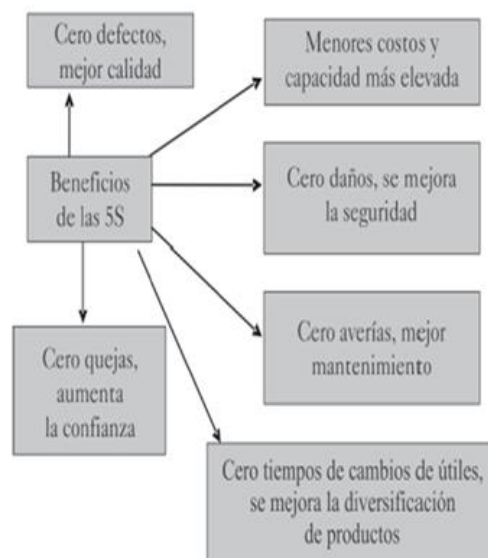 Cero defectos,
mejor calidad
Menores costos y
capacidad más elevada
Beneficios
de las 5S
Cero daños, se mejora
la seguridad
Cero averías, mejor
mantenimiento
Cero quejas,
aumenta
la confianza
Cero tiempos de cambios de útiles,
se mejora la diversificación
de productos